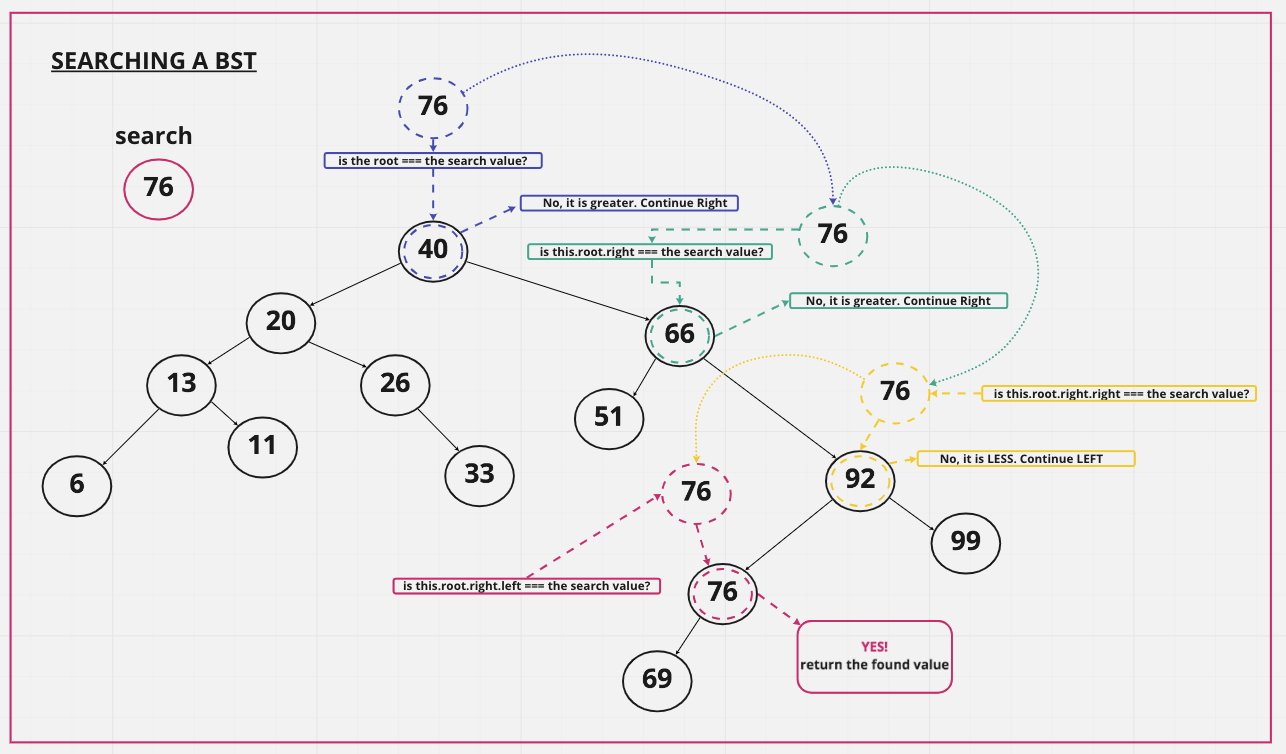 SEARCHING A BST
76
search
is the root === the search value?
76
No, it is greater. Continue Right
40
76
is this.root.right === the search value?
No, it is greater. Continue Right
20
66
13
26
76
is this.root.right.right === the search value?
51
11
No, it is LESS. Continue LEFT
6
33
76
92
99
is this.root.right.left === the search value?
76
YES!
return the found value
69